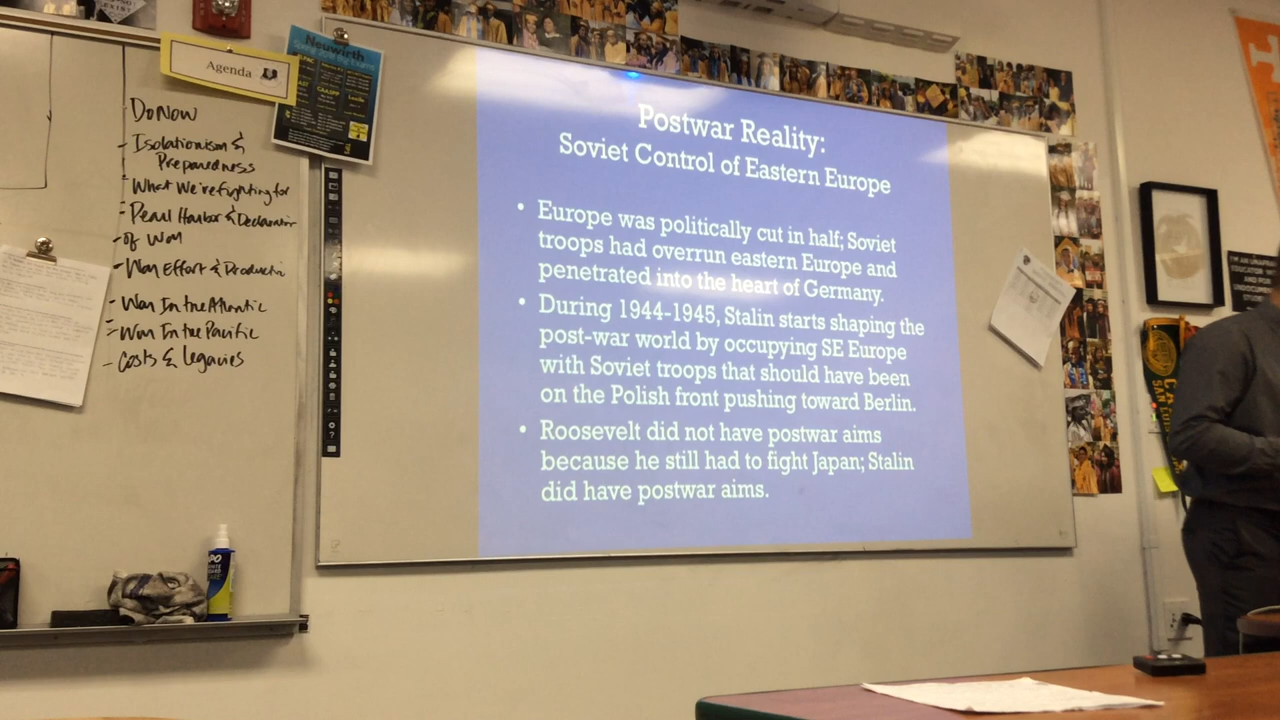 Agenda
DO NOW
- Isolationism &
Preparedness
- What We're fighting for
- Pearl Harbor & Declaration
- of War
- War Effort & Production
- War In the Atlantic
- War In the Pacific
- Costs & legacies
Neuwirth
CAASPP
Postwar Reality:
Soviet Control of Eastern Europe
• Europe was politically cut in half; Soviet
troops had overrun eastern Europe and
penetrated into the heart of Germany.
• During 1944-1945, Stalin starts shaping the
post-war world by occupying SE Europe
with Soviet troops that should have been
on the Polish front pushing toward Berlin.
• Roosevelt did not have postwar aims
because he still had to fight Japan; Stalin
did have postwar aims.